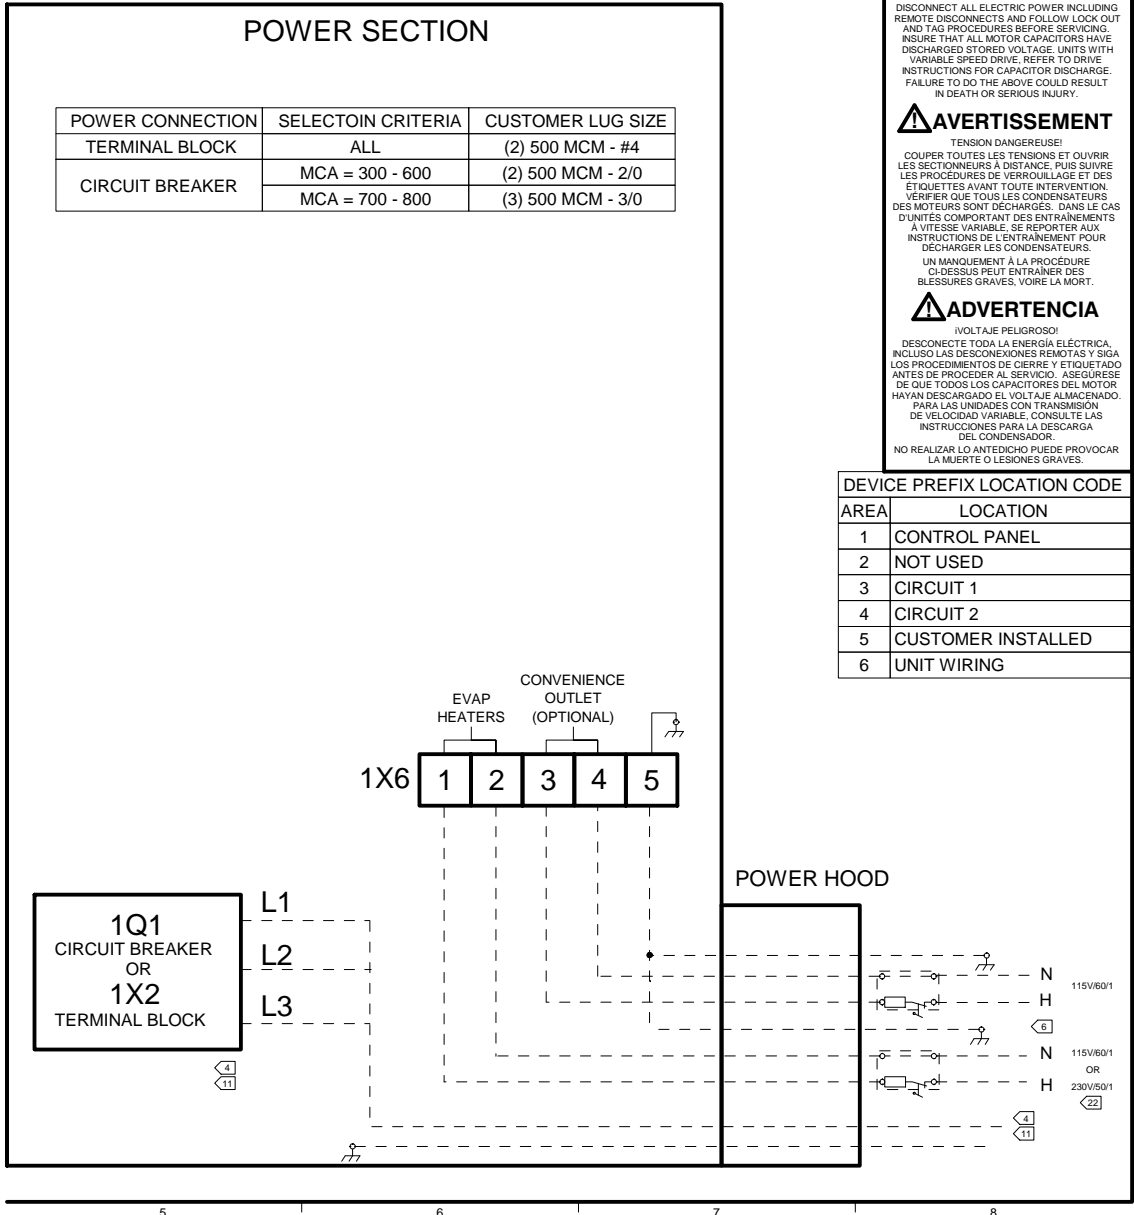 POWER SECTION
POWER CONNECTION SELECTOIN CRITERIA CUSTOMER LUG SIZE
TERMINAL BLOCK ALL (2) 500 MCM - #4
CIRCUIT BREAKER MCA = 300 - 600 (2) 500 MCM - 2/0
MCA = 700 - 800 (3) 500 MCM - 3/0
DISCONNECT ALL ELECTRIC POWER INCLUDING
REMOTE DISCONNECTS AND FOLLOW LOCK OUT
AND TAG PROCEDURES BEFORE SERVICING.
INSURE THAT ALL MOTOR CAPACITORS HAVE
DISCHARGED STORED VOLTAGE. UNITS WITH
VARIABLE SPEED DRIVE, REFER TO DRIVE
INSTRUCTIONS FOR CAPACITOR DISCHARGE.
FAILURE TO DO THE ABOVE COULD RESULT
IN DEATH OR SERIOUS INJURY.
AVERTISSEMENT
TENSION DANGEREUSE!
COUPER TOUTES LES TENSIONS ET OUVRIR
LES SECTIONNEURS À DISTANCE, PUIS SUIVRE
LES PROCÉDURES DE VERROUILLAGE ET DES
ÉTIQUETTES AVANT TOUTE INTERVENTION.
VÉRIFIER QUE TOUS LES CONDENSATEURS
DES MOTEURS SONT DÉCHARGÉS. DANS LE CAS
D'UNITÉS COMPORTANT DES ENTRAÎNEMENTS
À VITESSE VARIABLE, SE REPORTER AUX
INSTRUCTIONS DE L'ENTRAÎNEMENT POUR
DÉCHARGER LES CONDENSATEURS.
UN MANQUEMENT À LA PROCÉDURE
CI-DESSUS PEUT ENTRAÎNER DES
BLESSURES GRAVES, VOIRE LA MORT.
ADVERTENCIA
¡VOLTAJE PELIGROSO!
DESCONECTE TODA LA ENERGÍA ELÉCTRICA,
INCLUSO LAS DESCONEXIONES REMOTAS Y SIGA
LOS PROCEDIMIENTOS DE CIERRE Y ETIQUETADO
ANTES DE PROCEDER AL SERVICIO. ASEGÚRESE
DE QUE TODOS LOS CAPACITORES DEL MOTOR
HAYAN DESCARGADO EL VOLTAJE ALMACENADO.
PARA LAS UNIDADES CON TRANSMISIÓN
DE VELOCIDAD VARIABLE, CONSULTE LAS
INSTRUCCIONES PARA LA DESCARGA
DEL CONDENSADOR.
NO REALIZAR LO ANTEDICHO PUEDE PROVOCAR
LA MUERTE O LESIONES GRAVES.
DEVICE PREFIX LOCATION CODE
AREA LOCATION
1 CONTROL PANEL
2 NOT USED
3 CIRCUIT 1
4 CIRCUIT 2
5 CUSTOMER INSTALLED
6 UNIT WIRING
EVAP
HEATERS
CONVENIENCE
OUTLET
(OPTIONAL)
1X6 1 2 3 4 5
POWER HOOD
1Q1
CIRCUIT BREAKER
OR
1X2
TERMINAL BLOCK
L1
L2
L3
4
11
N
115V/60/1
H
6
N 115V/60/1
OR
H 230V/50/1
22
4
11
5 6 7 8